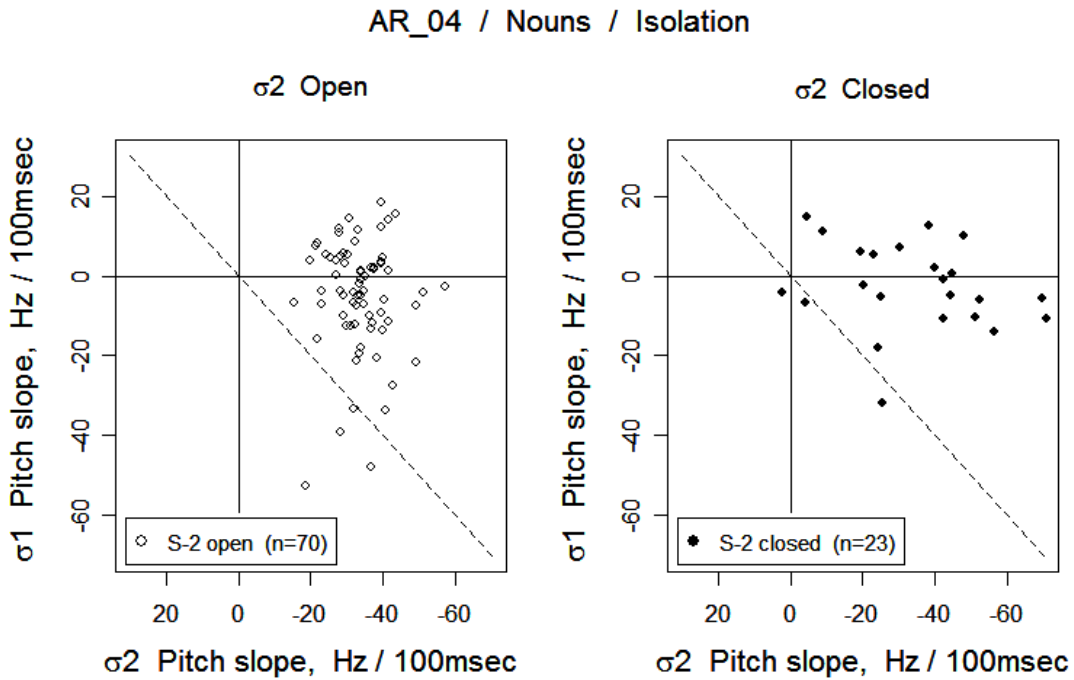 AR_04 / Nouns / Isolation
σ2 Open
σ1 Pitch slope, Hz / 100msec
20
0
-20
-40
-60
S-2 open (n=70)
20 0 -20 -40 -60
σ2 Pitch slope, Hz / 100msec
σ2 Closed
σ1 Pitch slope, Hz / 100msec
20
0
-20
-40
-60
S-2 closed (n=23)
20 0 -20 -40 -60
σ2 Pitch slope, Hz / 100msec